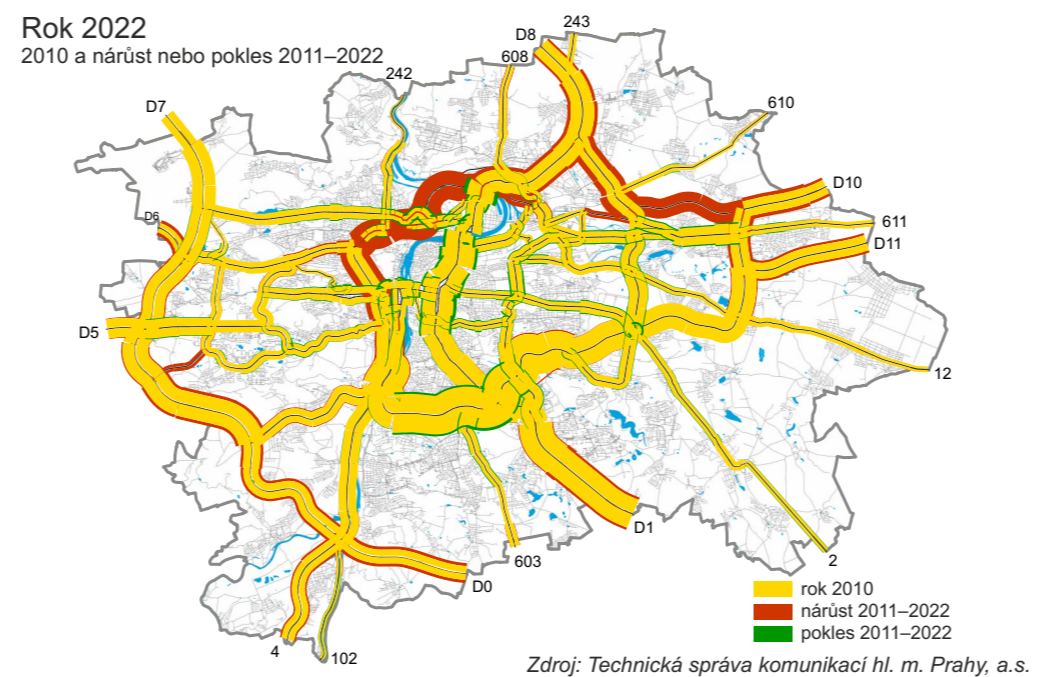 Rok 2022
2010 a nárůst nebo pokles 2011–2022
D8
243
608
242
D7
610
D10
D6
611
D11
D5
12
D1
603
2
D0
4
102
rok 2010
nárůst 2011–2022
pokles 2011–2022
Zdroj: Technická správa komunikací hl. m. Prahy, a.s.